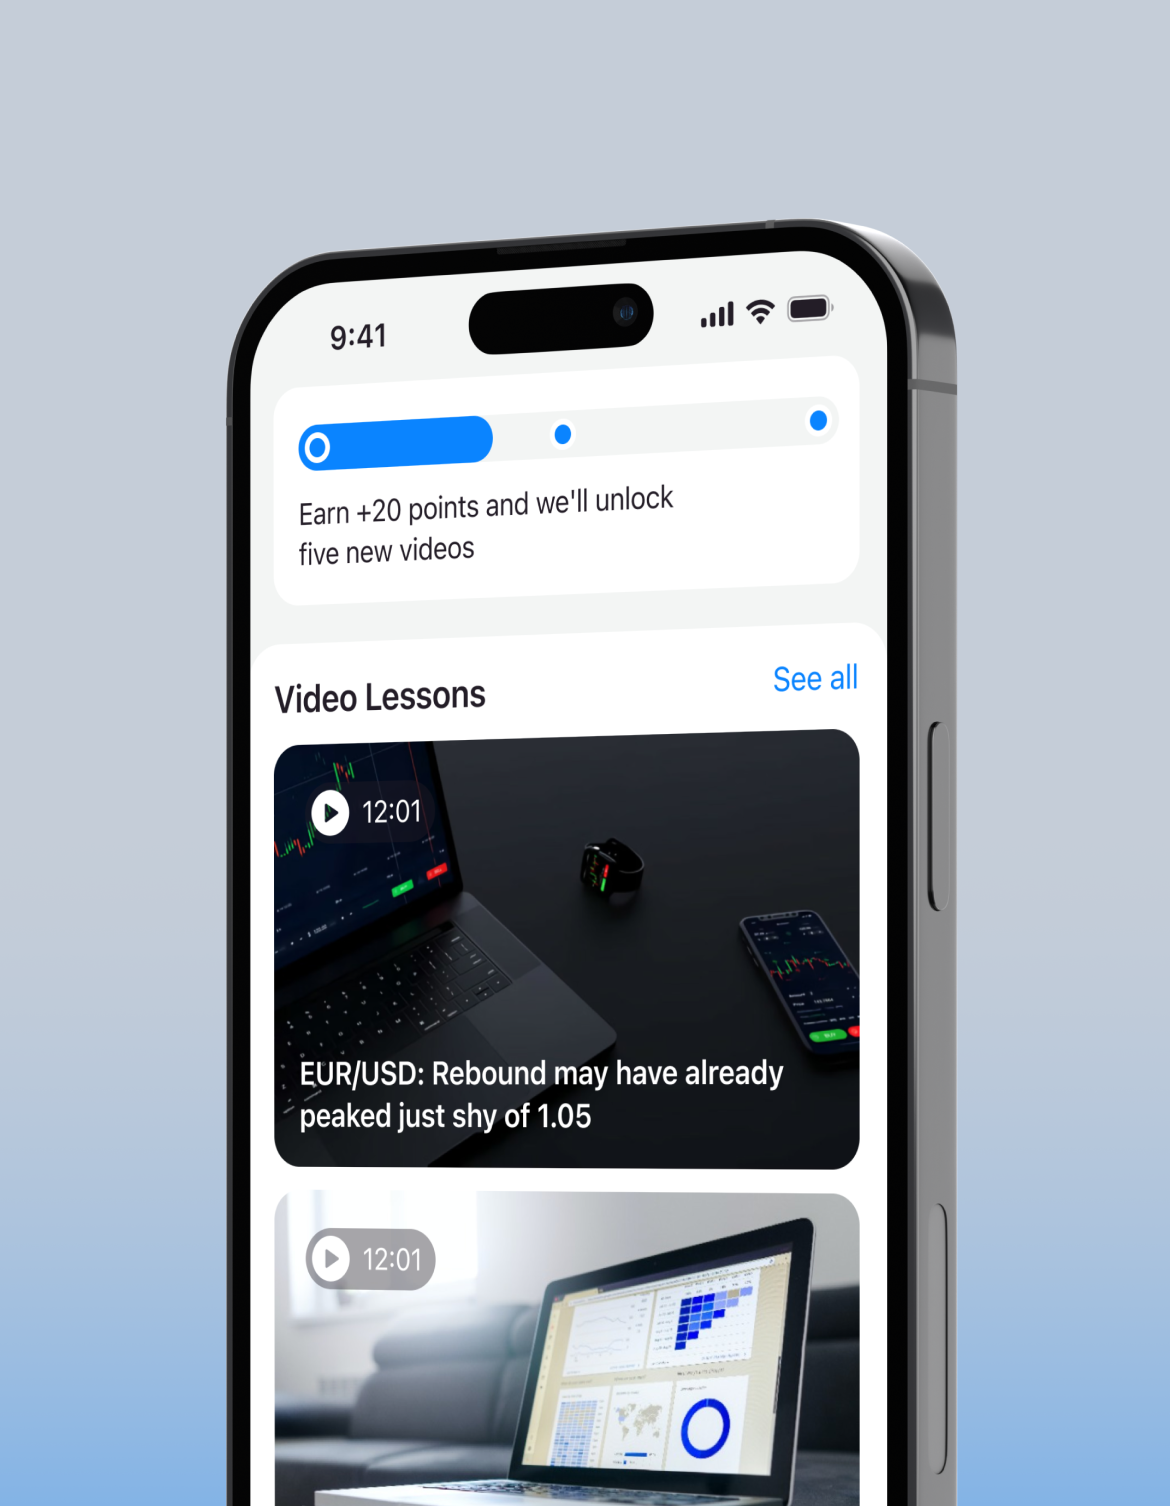 9:41
Earn +20 points and we'll unlock
five new videos
Video Lessons
See all
12:01
EUR/USD: Rebound may have already
peaked just shy of 1.05
12:01